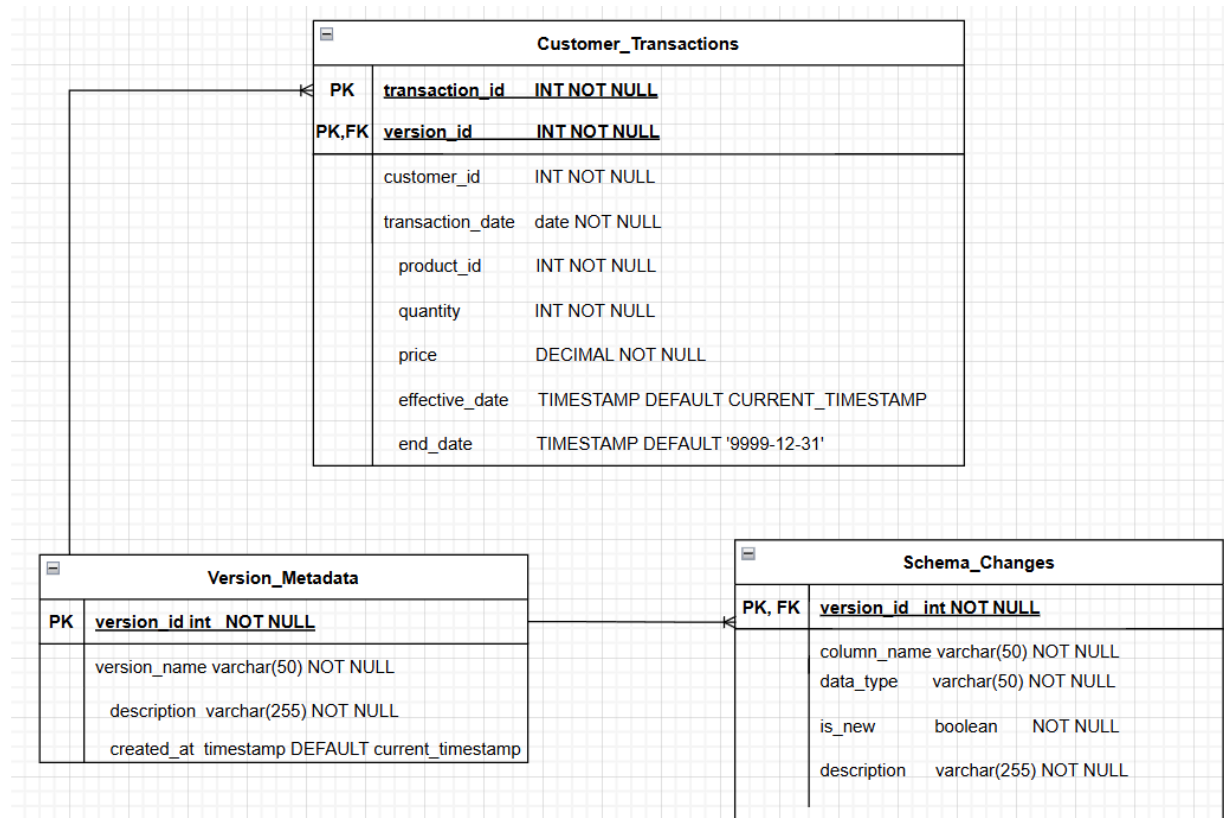 Customer_Transactions
PK transaction_id INT NOT NULL
PK,FK version_id INT NOT NULL
customer_id INT NOT NULL
transaction_date date NOT NULL
product_id INT NOT NULL
quantity INT NOT NULL
price DECIMAL NOT NULL
effective_date TIMESTAMP DEFAULT CURRENT_TIMESTAMP
end_date TIMESTAMP DEFAULT '9999-12-31'
Version_Metadata
PK version_id int NOT NULL
version_name varchar(50) NOT NULL
description varchar(255) NOT NULL
created_at timestamp DEFAULT current_timestamp
Schema_Changes
PK, FK version_id int NOT NULL
column_name varchar(50) NOT NULL
data_type varchar(50) NOT NULL
is_new boolean NOT NULL
description varchar(255) NOT NULL